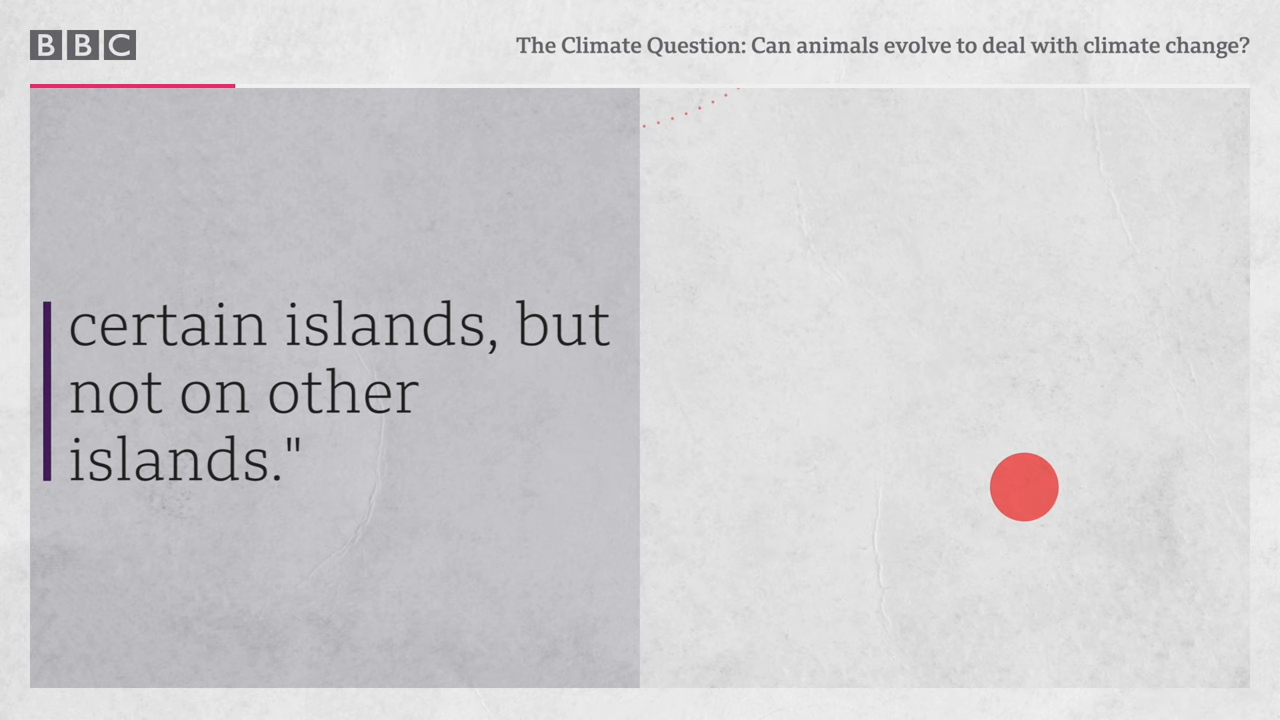 BBC
The Climate Question: Can animals evolve to deal with climate change?
certain islands, but
not on other
islands."